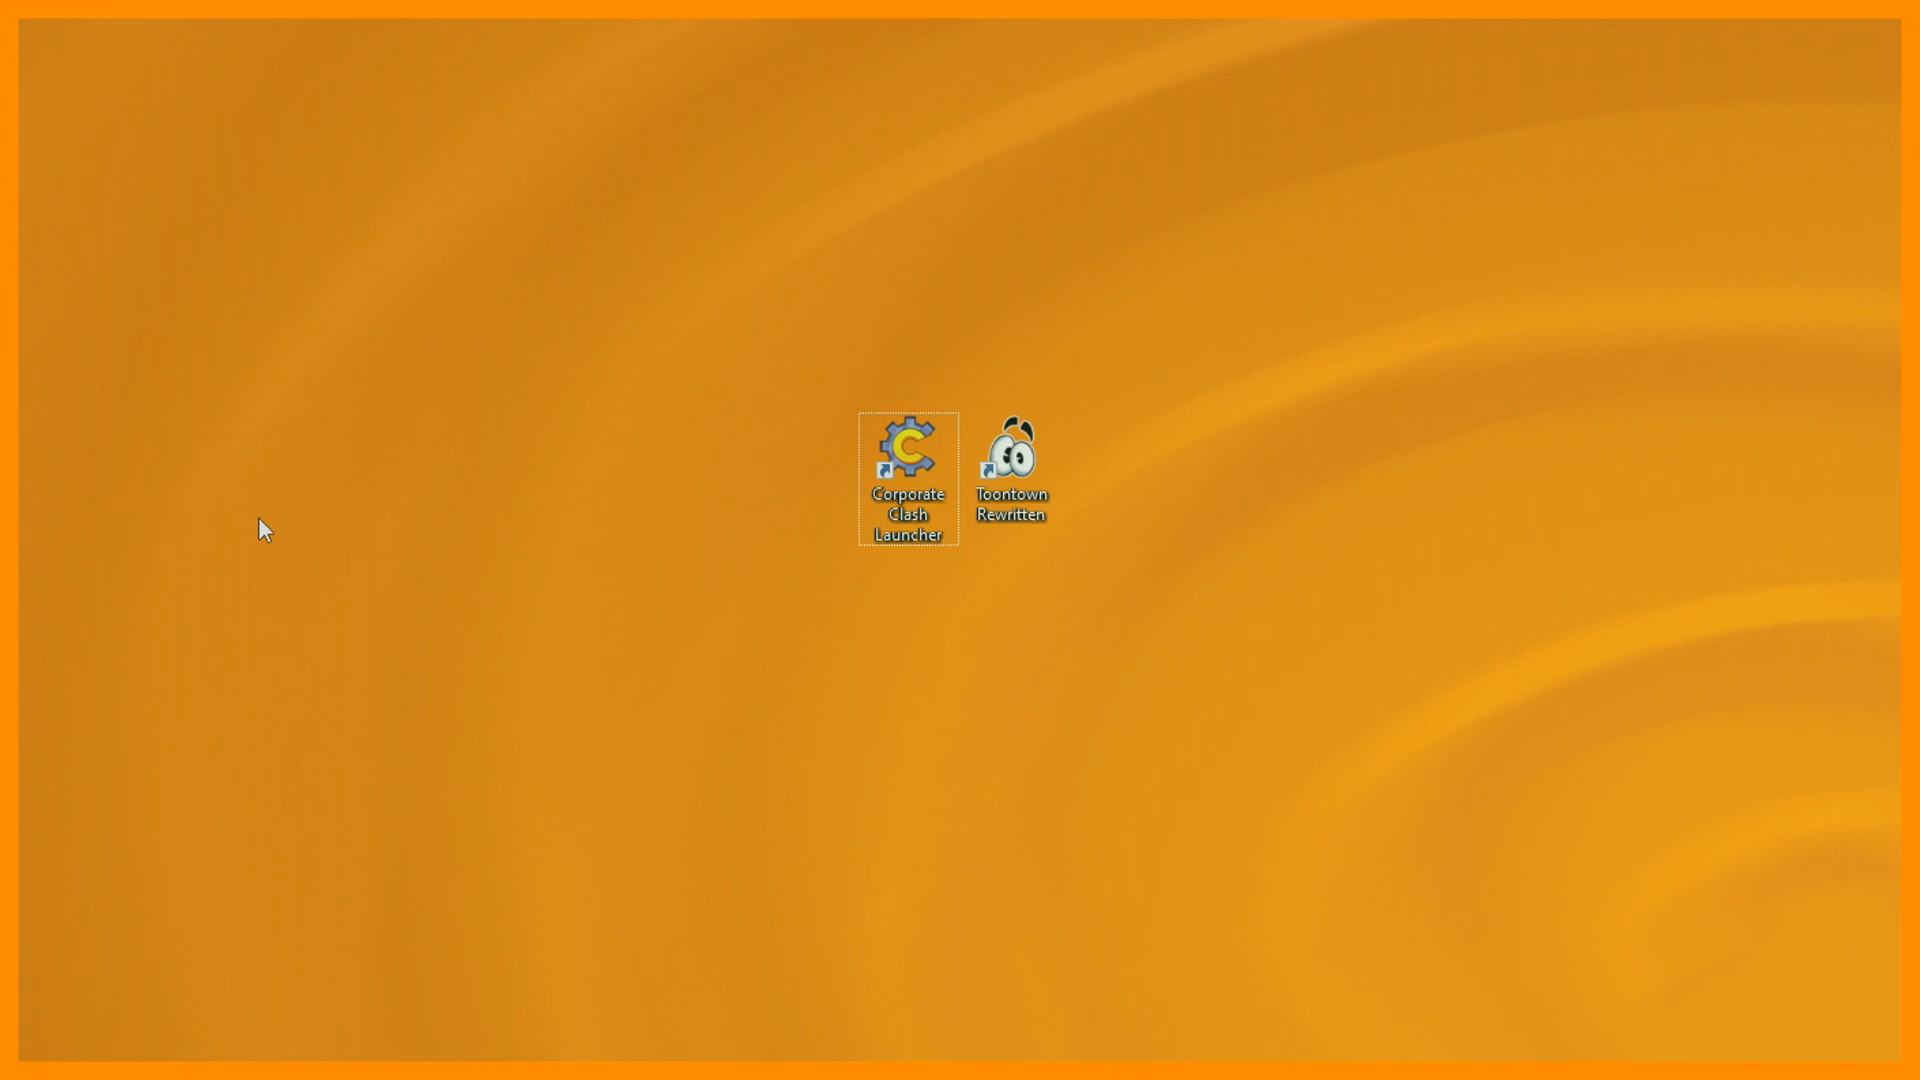 Corporate
Clash
Launcher
Toontown
Rewritten